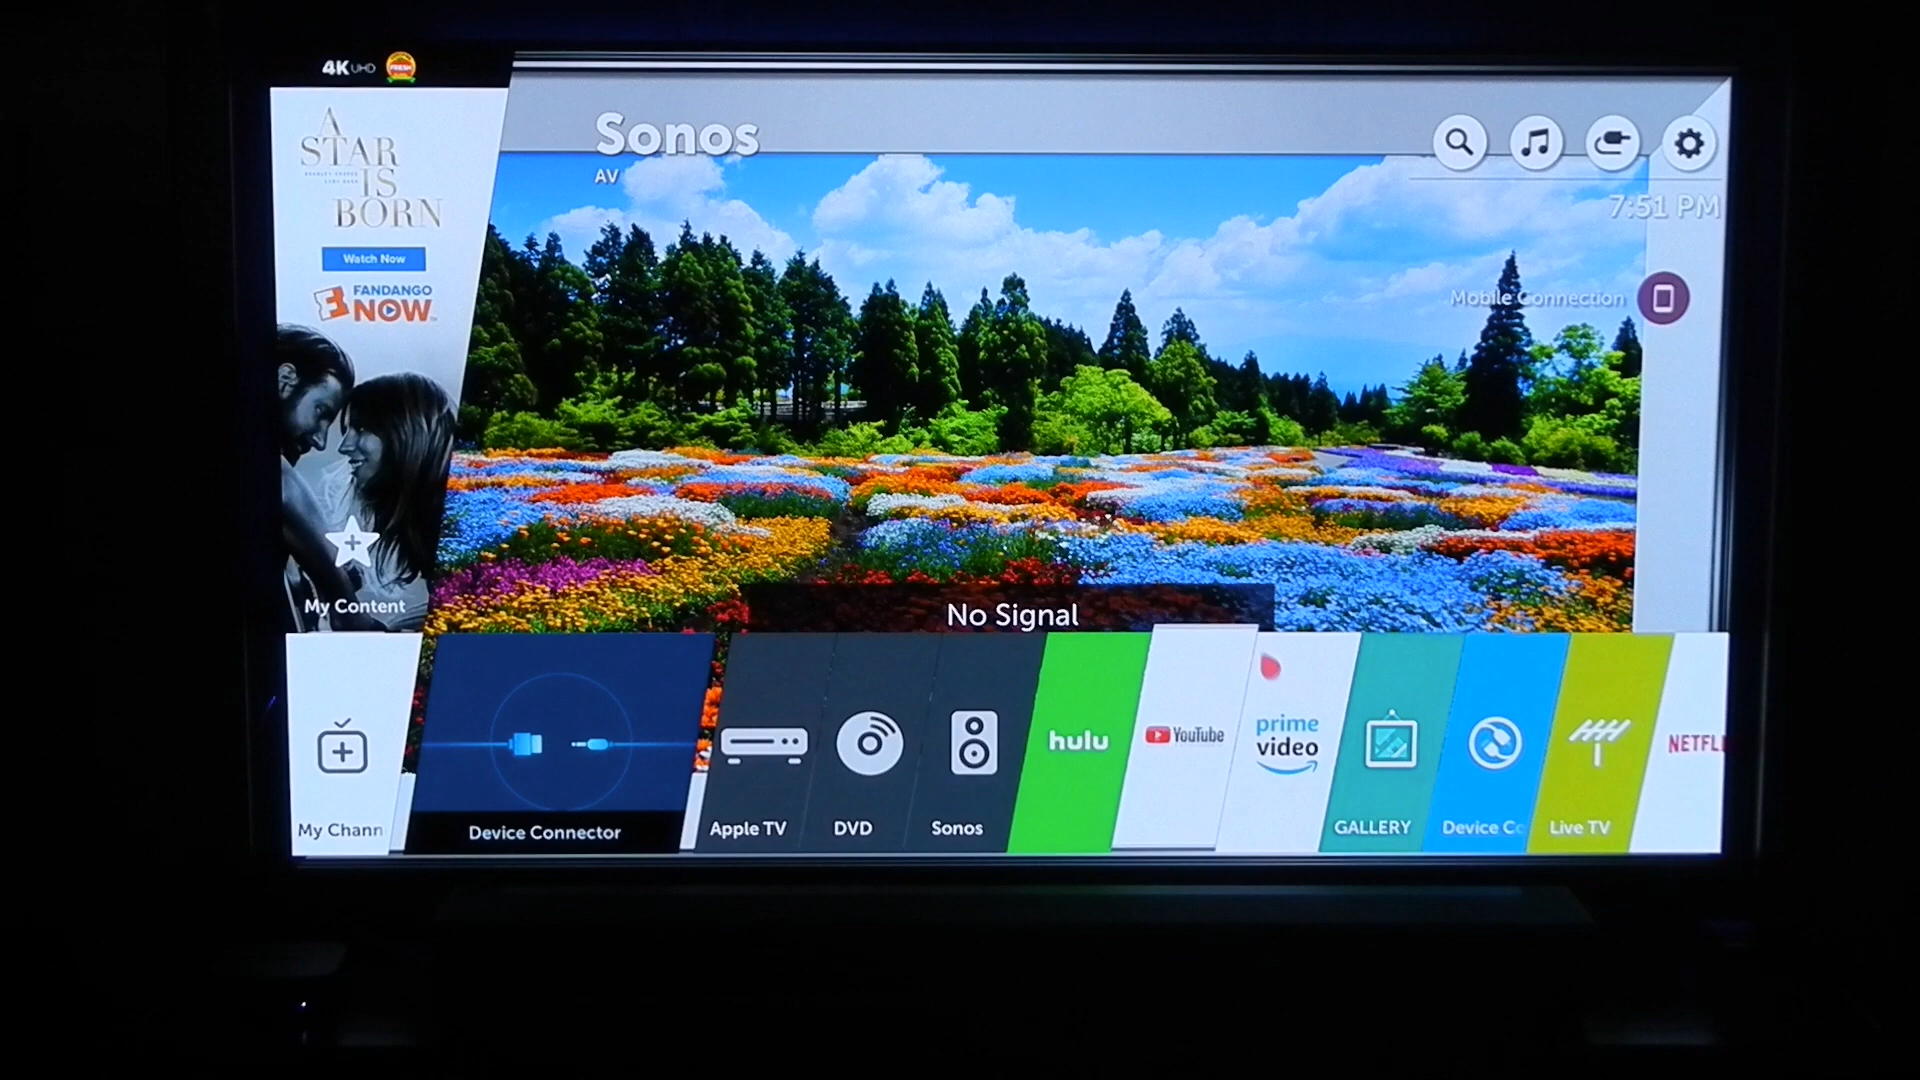 4K UHD
FRESH
A
STAR
IS
BORN
Watch Now
FANDANGO
NOW
My Content
Sonos
AV
7:51 PM
Mobile Connection
No Signal
My Chann
Device Connector
Apple TV
DVD
Sonos
hulu
YouTube
prime
video
GALLERY
Device Co
Live TV
NETFL